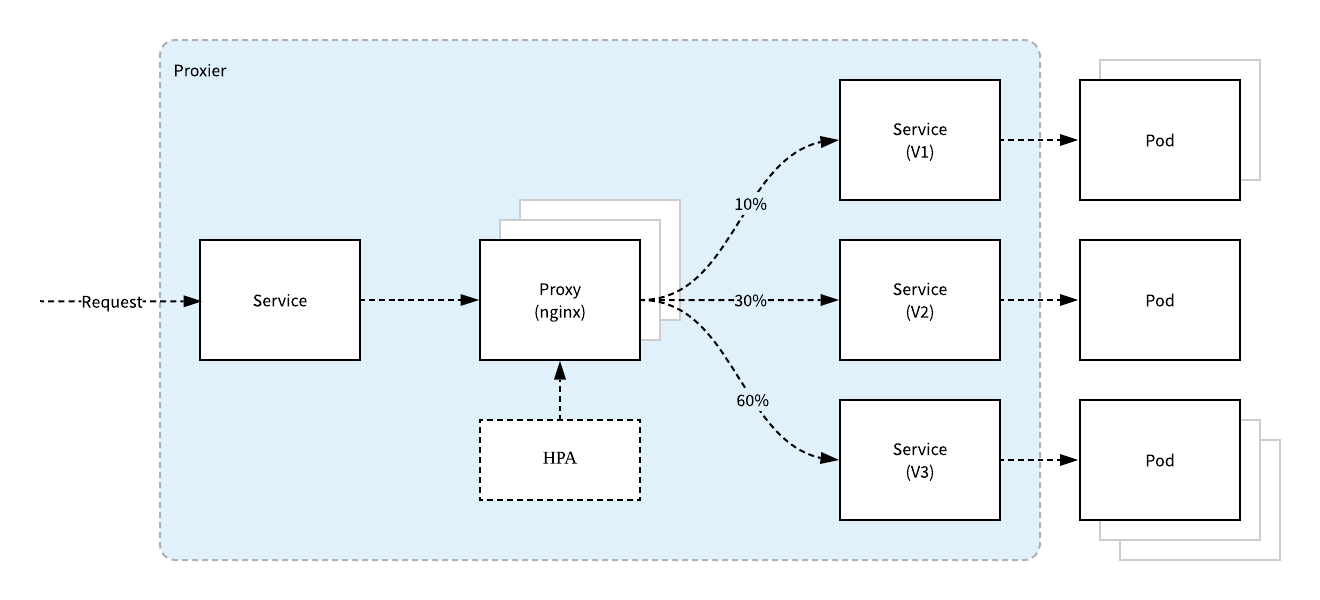 Proxier
Request
Service
Proxy
(nginx)
HPA
10%
30%
60%
Service
(V1)
Pod
Service
(V2)
Pod
Service
(V3)
Pod